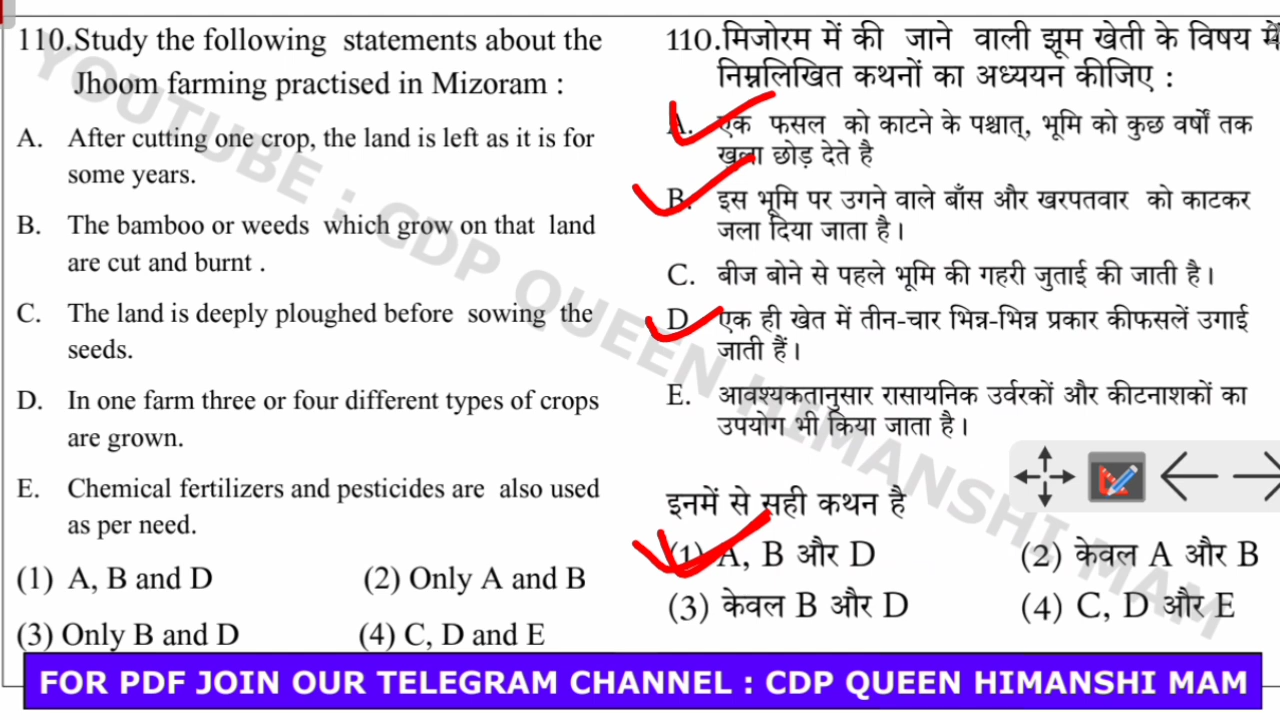 110.Study the following statements about the
Jhoom farming practised in Mizoram :
A. After cutting one crop, the land is left as it is for
some years.
B. The bamboo or weeds which grow on that land
are cut and burnt .
C. The land is deeply ploughed before sowing the
seeds.
D. In one farm three or four different types of crops
are grown.
E. Chemical fertilizers and pesticides are also used
as per need.
(1) A, B and D (2) Only A and B
(3) Only B and D (4) C, D and E
110.मिजोरम में की जाने वाली झूम खेती के विषय में
निम्नलिखित कथनों का अध्ययन कीजिए :
A. एक फसल को काटने के पश्चात्, भूमि को कुछ वर्षों तक
खुला छोड़ देते है
B. इस भूमि पर उगने वाले बाँस और खरपतवार को काटकर
जला दिया जाता है।
C. बीज बोने से पहले भूमि की गहरी जुताई की जाती है।
D. एक ही खेत में तीन-चार भिन्न-भिन्न प्रकार कीफसलें उगाई
जाती हैं।
E. आवश्यकतानुसार रासायनिक उर्वरकों और कीटनाशकों का
उपयोग भी किया जाता है।
इनमें से सही कथन है
(1) A, B और D (2) केवल A और B
(3) केवल B और D (4) C, D और E
YOUTUBE : CDP QUEEN HIMANSHI MAM
FOR PDF JOIN OUR TELEGRAM CHANNEL : CDP QUEEN HIMANSHI MAM